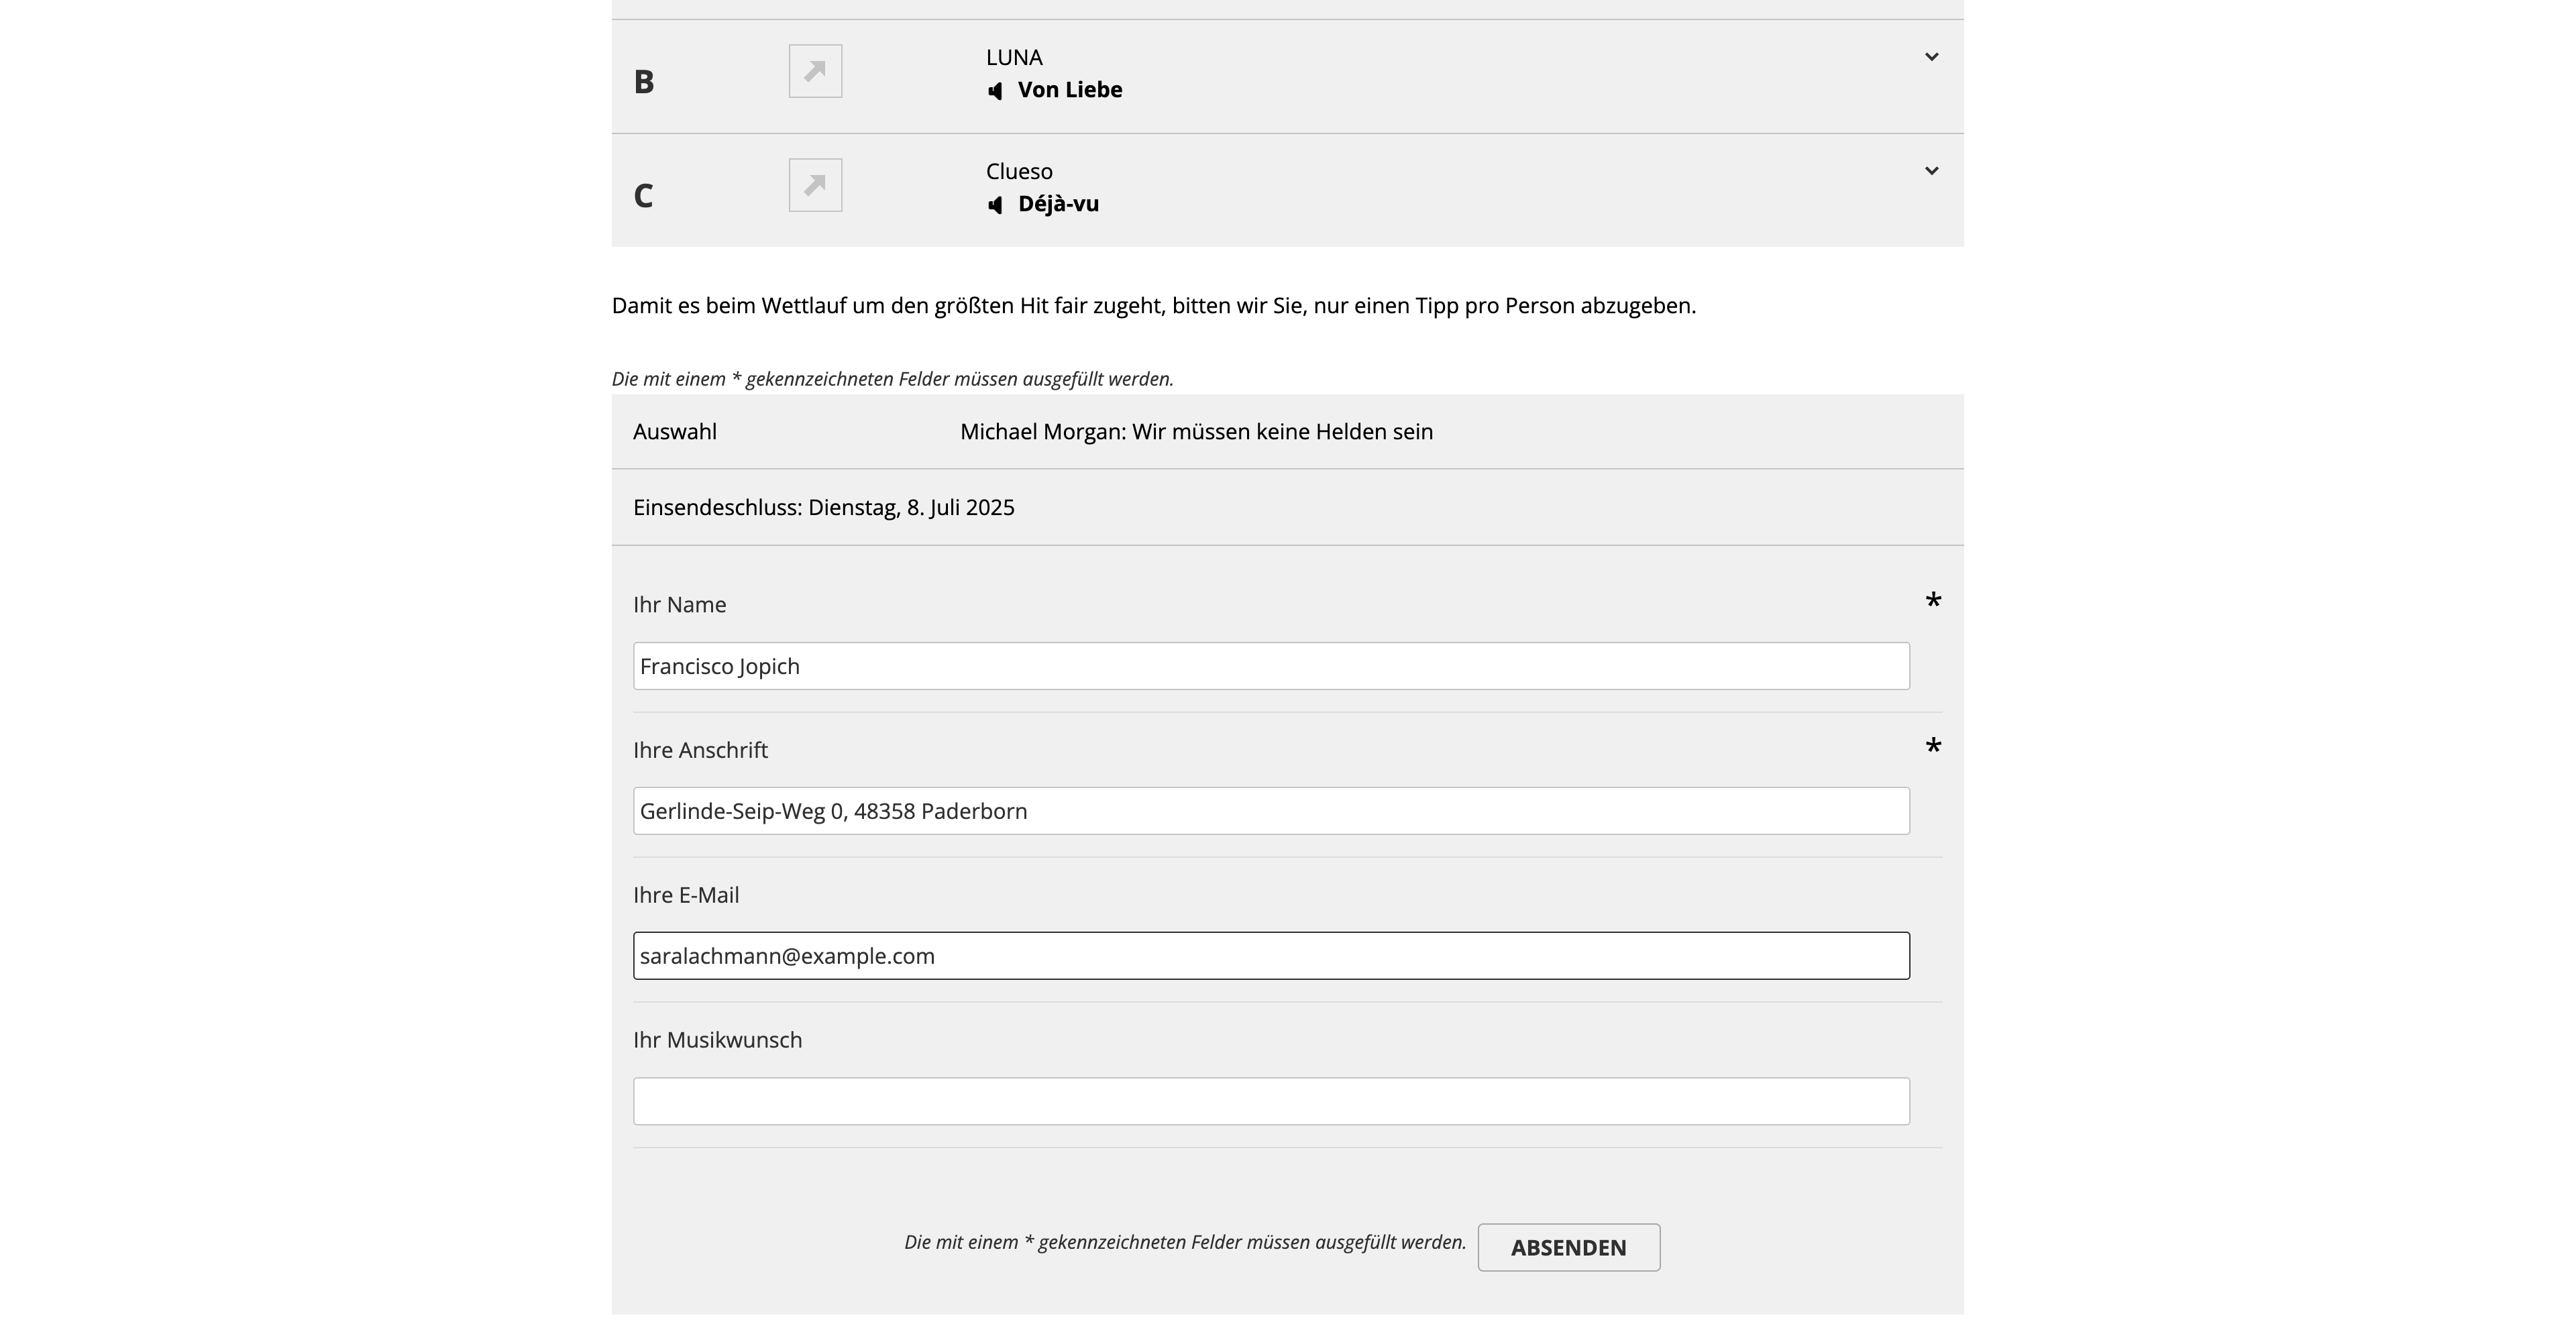 B
LUNA
Von Liebe
C
Clueso
Déjà-vu
Damit es beim Wettlauf um den größten Hit fair zugeht, bitten wir Sie, nur einen Tipp pro Person abzugeben.
Die mit einem * gekennzeichneten Felder müssen ausgefüllt werden.
Auswahl Michael Morgan: Wir müssen keine Helden sein
Einsendeschluss: Dienstag, 8. Juli 2025
Ihr Name *
Francisco Jopich
Ihre Anschrift *
Gerlinde-Seip-Weg 0, 48358 Paderborn
Ihre E-Mail
saralachmann@example.com
Ihr Musikwunsch
Die mit einem * gekennzeichneten Felder müssen ausgefüllt werden. ABSENDEN